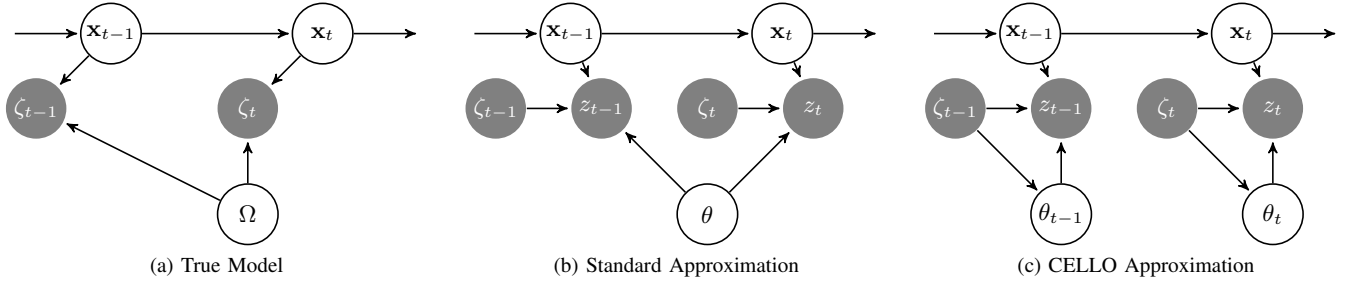 x_{t-1} x_t x_{t-1} x_t x_{t-1} x_t
ζ_{t-1} ζ_t ζ_{t-1} z_{t-1} ζ_t z_t ζ_{t-1} z_{t-1} ζ_t z_t
Ω θ θ_{t-1} θ_t
(a) True Model (b) Standard Approximation (c) CELLO Approximation